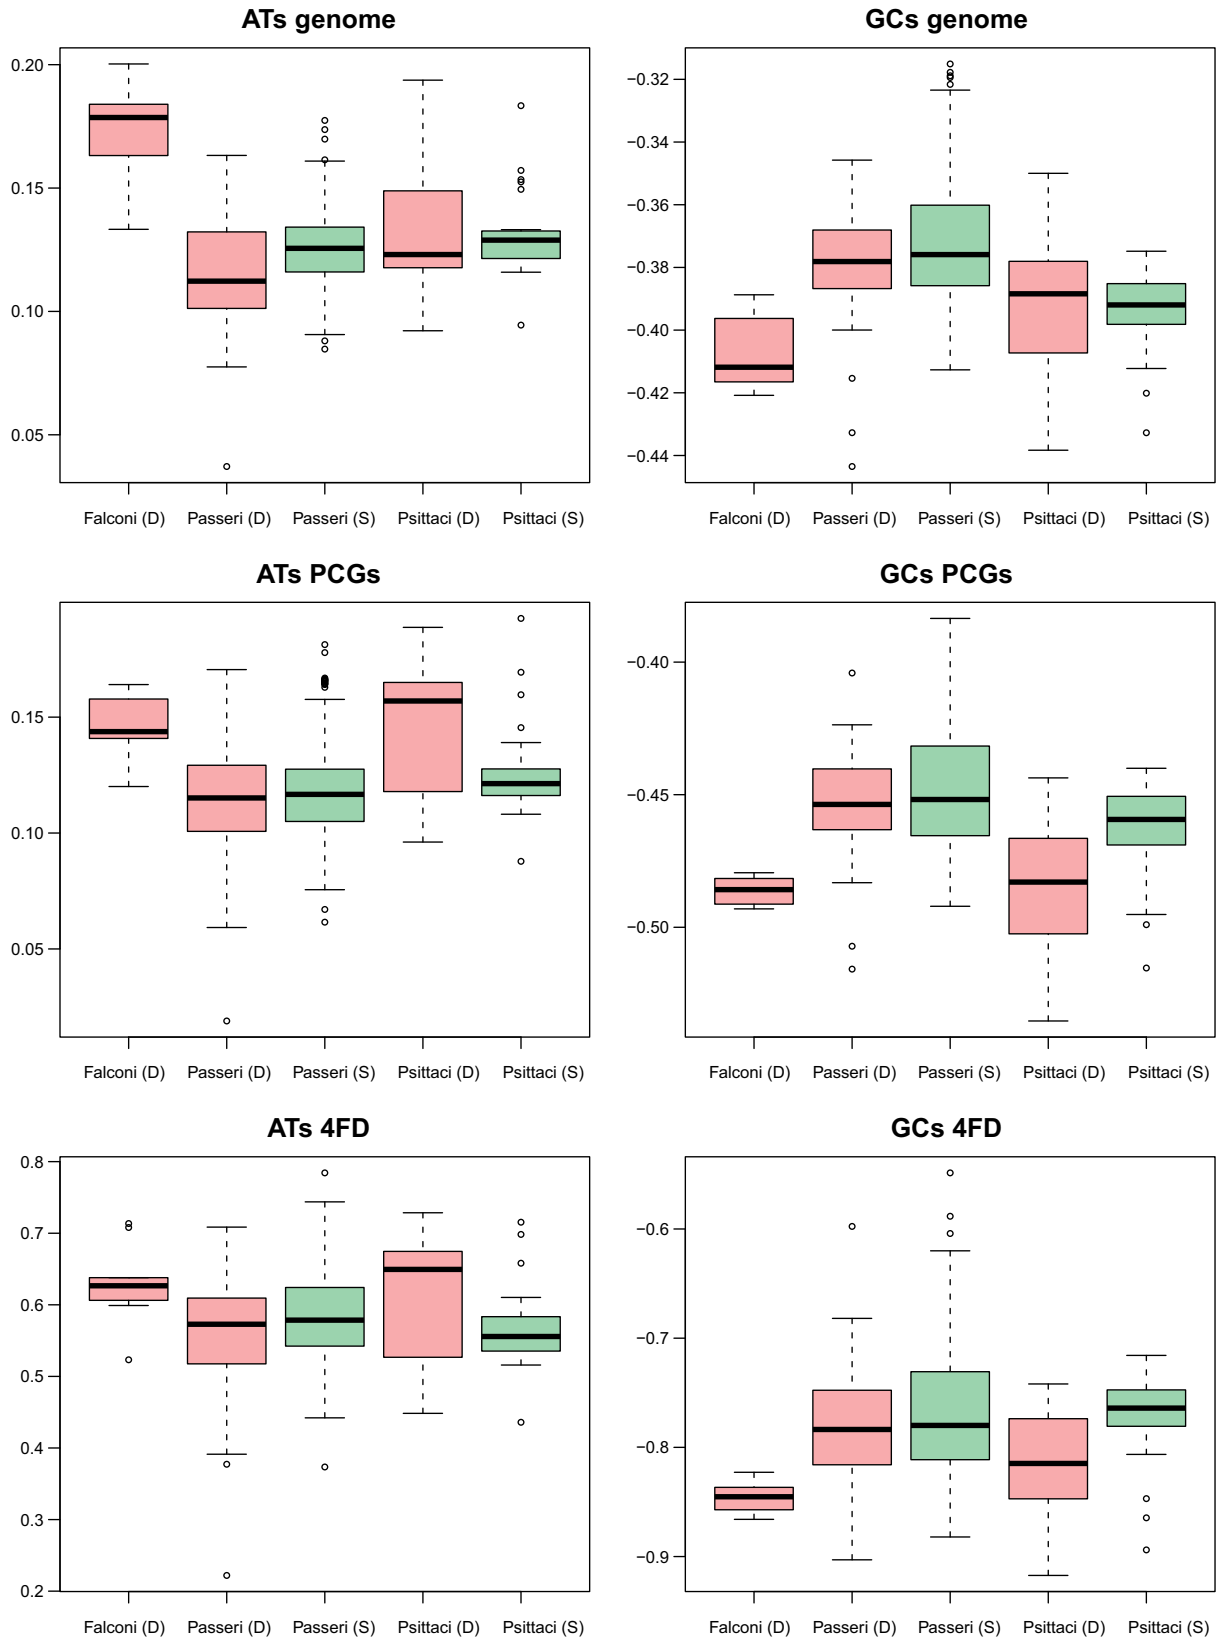 ATs genome
0.20
0.15
0.10
0.05
Falconi (D) Passeri (D) Passeri (S) Psittaci (D) Psittaci (S)
GCs genome
−0.32
−0.34
−0.36
−0.38
−0.40
−0.42
−0.44
Falconi (D) Passeri (D) Passeri (S) Psittaci (D) Psittaci (S)
ATs PCGs
0.15
0.10
0.05
Falconi (D) Passeri (D) Passeri (S) Psittaci (D) Psittaci (S)
GCs PCGs
−0.40
−0.45
−0.50
Falconi (D) Passeri (D) Passeri (S) Psittaci (D) Psittaci (S)
ATs 4FD
0.8
0.7
0.6
0.5
0.4
0.3
0.2
Falconi (D) Passeri (D) Passeri (S) Psittaci (D) Psittaci (S)
GCs 4FD
−0.6
−0.7
−0.8
−0.9
Falconi (D) Passeri (D) Passeri (S) Psittaci (D) Psittaci (S)